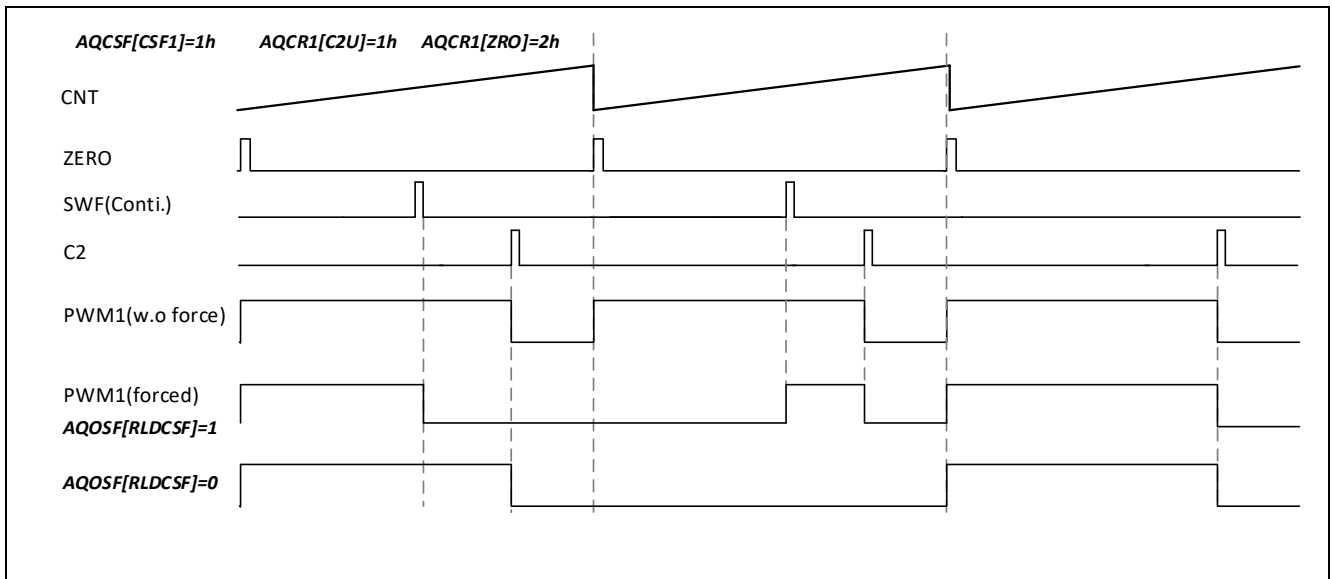 AQCSF[CSF1]=1h AQCR1[C2U]=1h AQCR1[ZRO]=2h
CNT
ZERO
SWF(Conti.)
C2
PWM1(w.o force)
PWM1(forced)
AQOSF[RLDCSF]=1
AQOSF[RLDCSF]=0